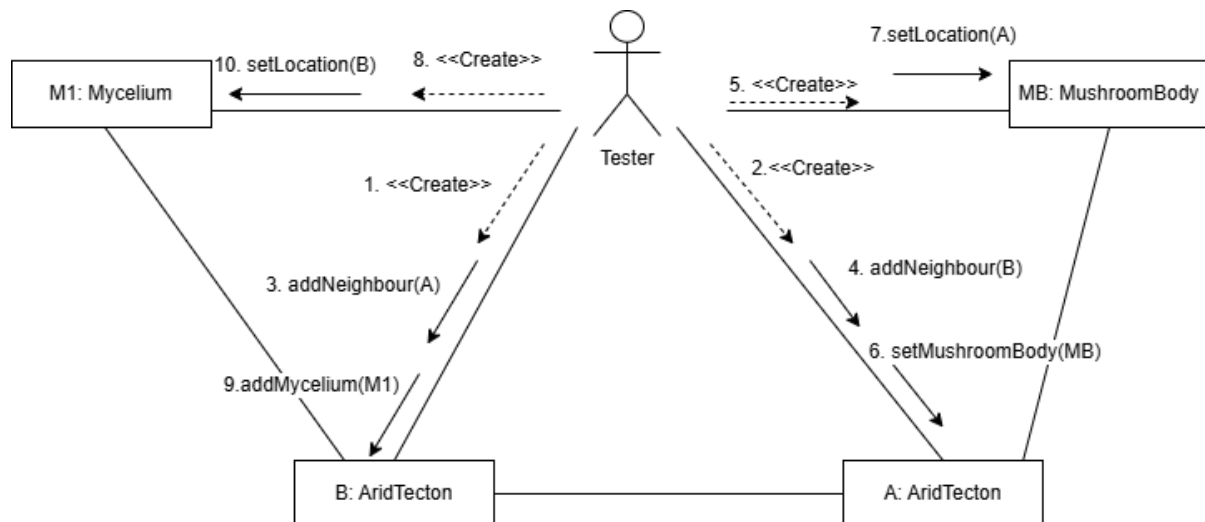 7.setLocation(A)
10. setLocation(B)
8. <<Create>>
5. <<Create>>
M1: Mycelium
MB: MushroomBody
Tester
1. <<Create>>
2.<<Create>>
3. addNeighbour(A)
4. addNeighbour(B)
9.addMycelium(M1)
6. setMushroomBody(MB)
B: AridTecton
A: AridTecton